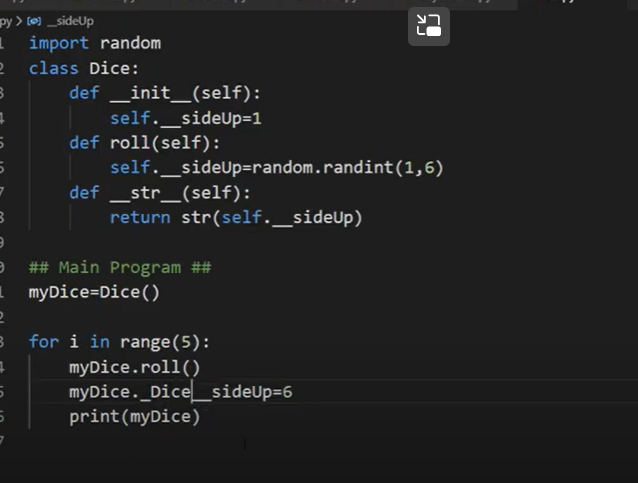 py > __sideUp
1 import random
2 class Dice:
3     def __init__(self):
4         self.__sideUp=1
5     def roll(self):
6         self.__sideUp=random.randint(1,6)
7     def __str__(self):
8         return str(self.__sideUp)
9
0 ## Main Program ##
1 myDice=Dice()
2
3 for i in range(5):
4     myDice.roll()
5     myDice._Dice__sideUp=6
6     print(myDice)
7